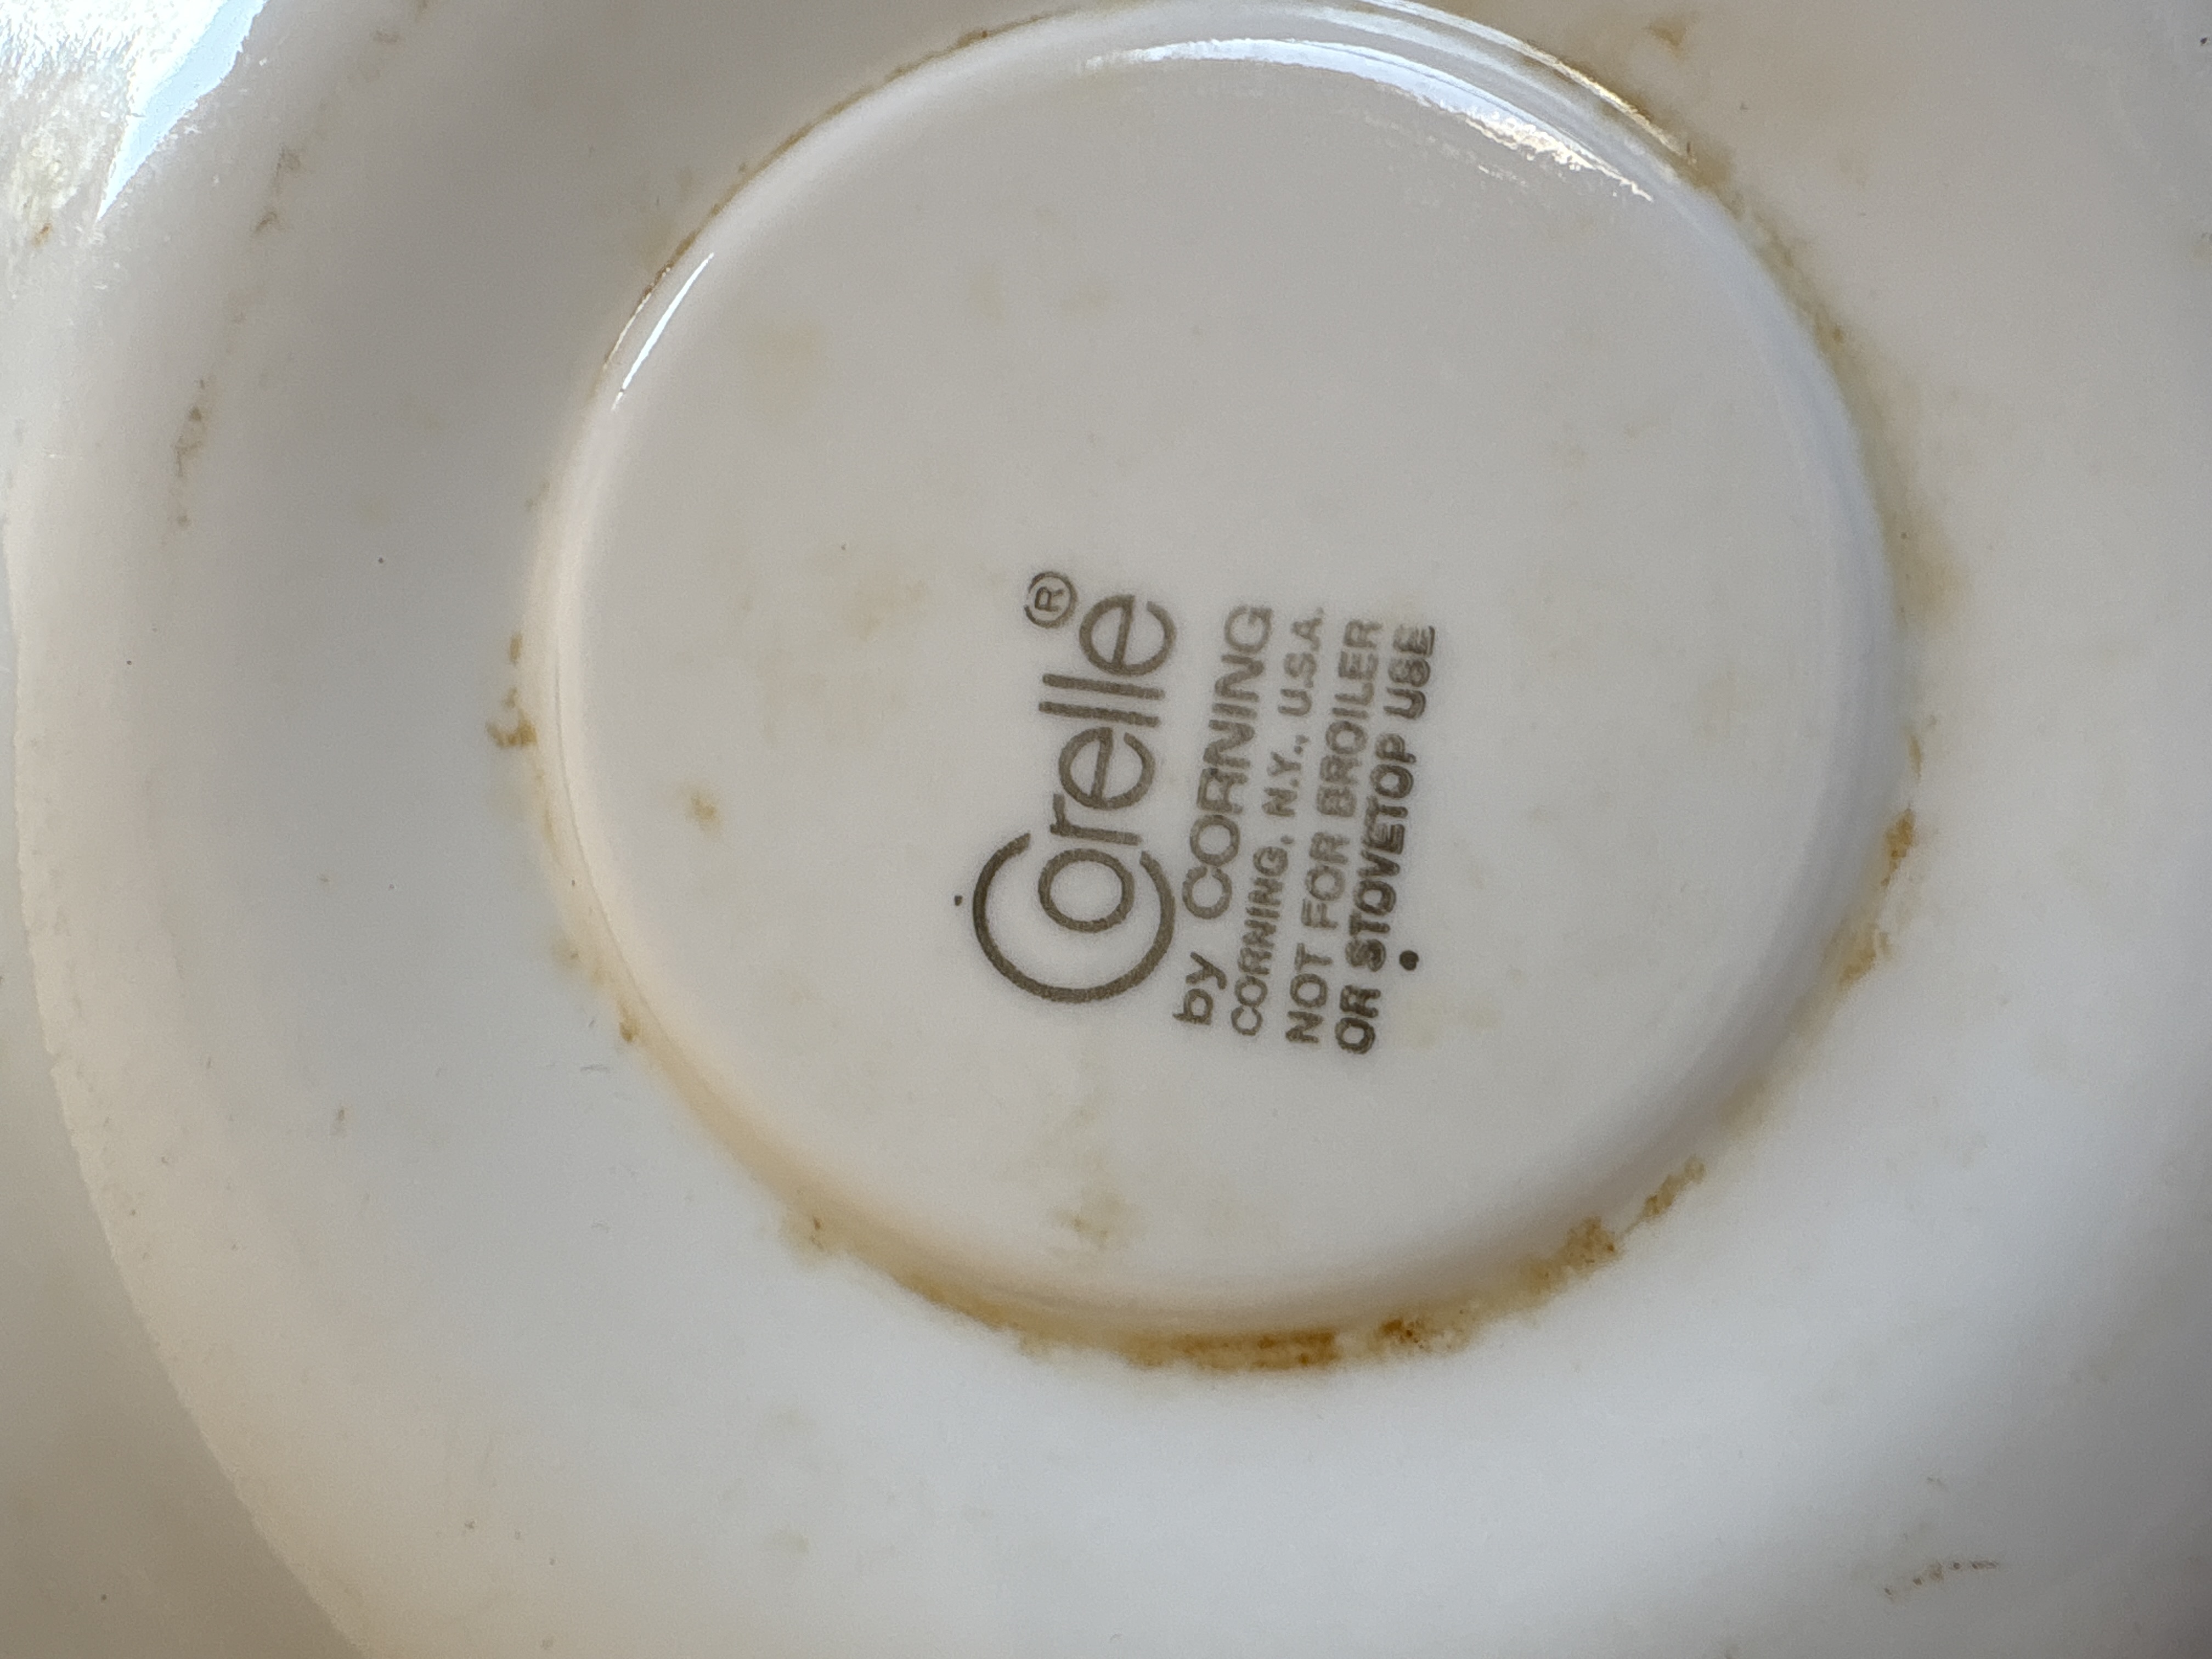 Corelle®
by CORNING
CORNING, N.Y., U.S.A.
NOT FOR BROILER
OR STOVETOP USE